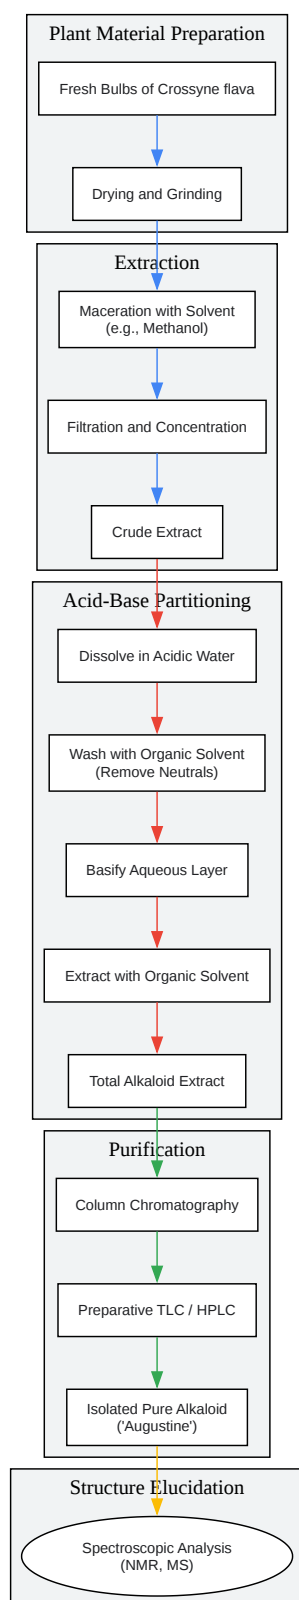 Plant Material Preparation
Fresh Bulbs of Crossyne flava
Drying and Grinding
Extraction
Maceration with Solvent
(e.g., Methanol)
Filtration and Concentration
Crude Extract
Acid-Base Partitioning
Dissolve in Acidic Water
Wash with Organic Solvent
(Remove Neutrals)
Basify Aqueous Layer
Extract with Organic Solvent
Total Alkaloid Extract
Purification
Column Chromatography
Preparative TLC / HPLC
Isolated Pure Alkaloid
('Augustine')
Structure Elucidation
Spectroscopic Analysis
(NMR, MS)